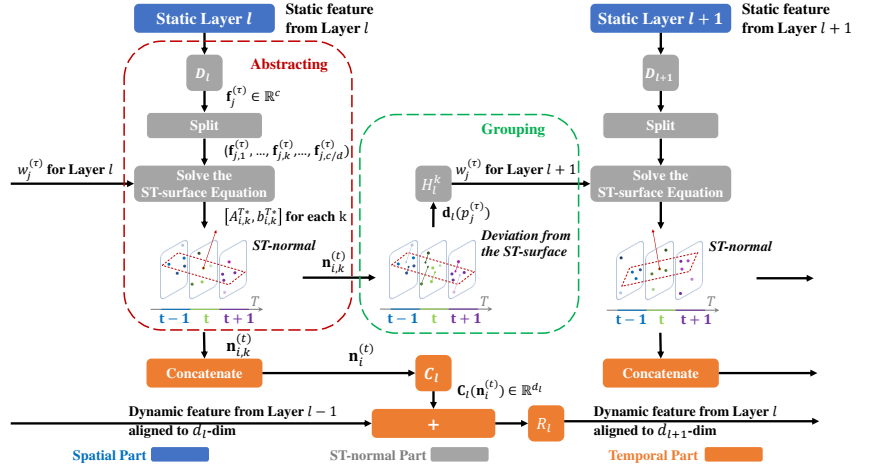 Static Layer l
Static feature
from Layer l
Static Layer l + 1
Static feature
from Layer l + 1
Abstracting
D_l
f_j^(τ) ∈ ℝ^c
Split
(f_{j,1}^(τ), ..., f_{j,k}^(τ), ..., f_{j,c/d}^(τ))
w_j^(τ) for Layer l
Solve the
ST-surface Equation
[A_{i,k}^{T*}, b_{i,k}^{T*}] for each k
ST-normal
T
t − 1 t t + 1
n_{i,k}^(t)
Grouping
H_l^k
w_j^(τ) for Layer l + 1
d_l(p_j^(τ))
Deviation from
the ST-surface
T
t − 1 t t + 1
D_{l+1}
Split
Solve the
ST-surface Equation
ST-normal
T
t − 1 t t + 1
n_{i,k}^(t)
Concatenate
n_i^(t)
C_l
C_l(n_i^(t)) ∈ ℝ^{d_l}
Concatenate
Dynamic feature from Layer l − 1
aligned to d_l-dim
+
R_l
Dynamic feature from Layer l
aligned to d_{l+1}-dim
Spatial Part
ST-normal Part
Temporal Part